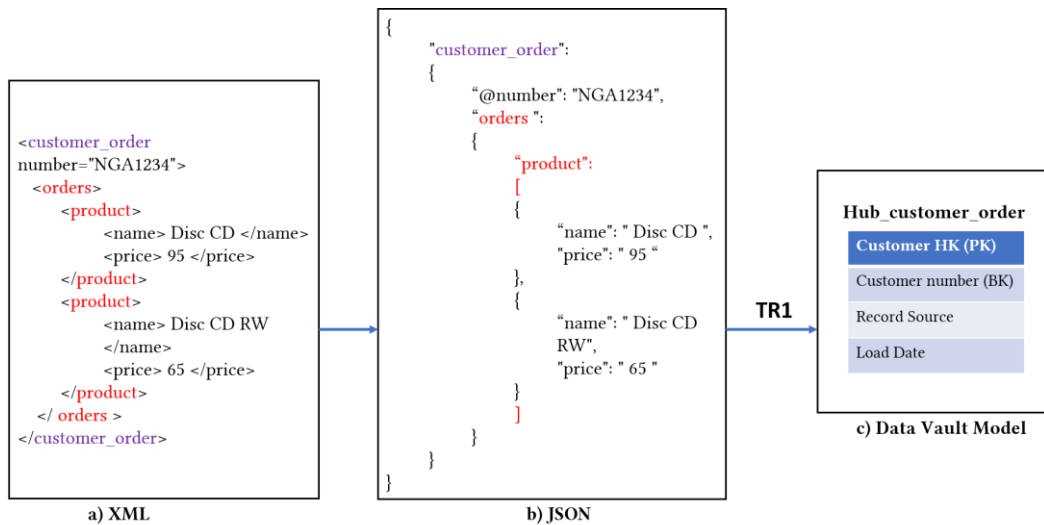 <customer_order
number="NGA1234">
<orders>
<product>
<name> Disc CD </name>
<price> 95 </price>
</product>
<product>
<name> Disc CD RW
</name>
<price> 65 </price>
</product>
</ orders >
</customer_order>
a) XML
{
"customer_order":
{
“@number": "NGA1234",
“orders ":
{
“product":
[
{
“name": " Disc CD ",
"price": " 95 “
},
{
“name": " Disc CD
RW",
"price": " 65 "
}
]
}
}
}
b) JSON
TR1
Hub_customer_order
Customer HK (PK)
Customer number (BK)
Record Source
Load Date
c) Data Vault Model